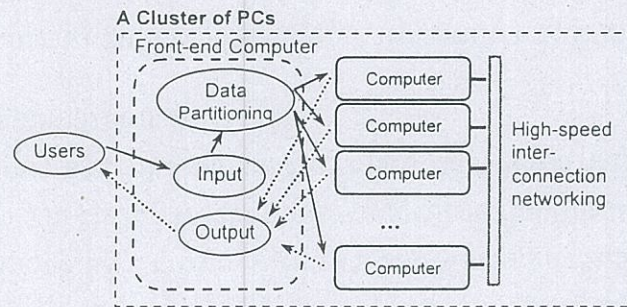 A Cluster of PCs
Front-end Computer
Data
Partitioning
Users
Input
Output
Computer
Computer
Computer
...
Computer
High-speed
inter-
connection
networking